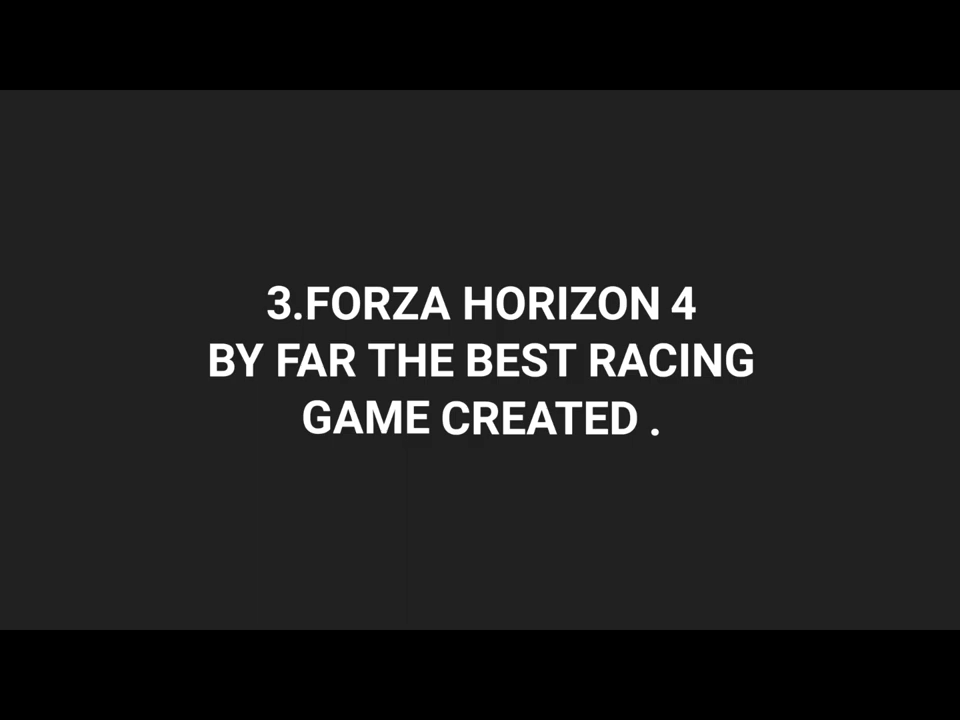 3.FORZA HORIZON 4
BY FAR THE BEST RACING
GAME CREATED .